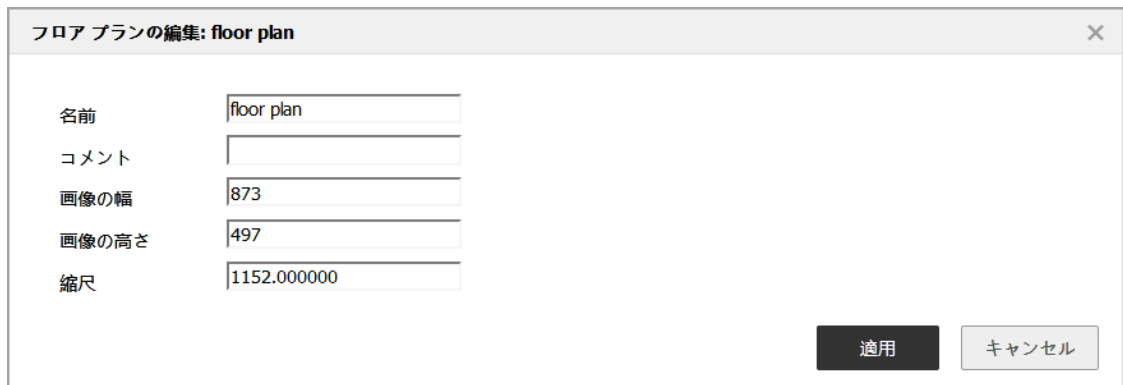 フロア プランの編集: floor plan ×
名前 floor plan
コメント
画像の幅 873
画像の高さ 497
縮尺 1152.000000
適用 キャンセル